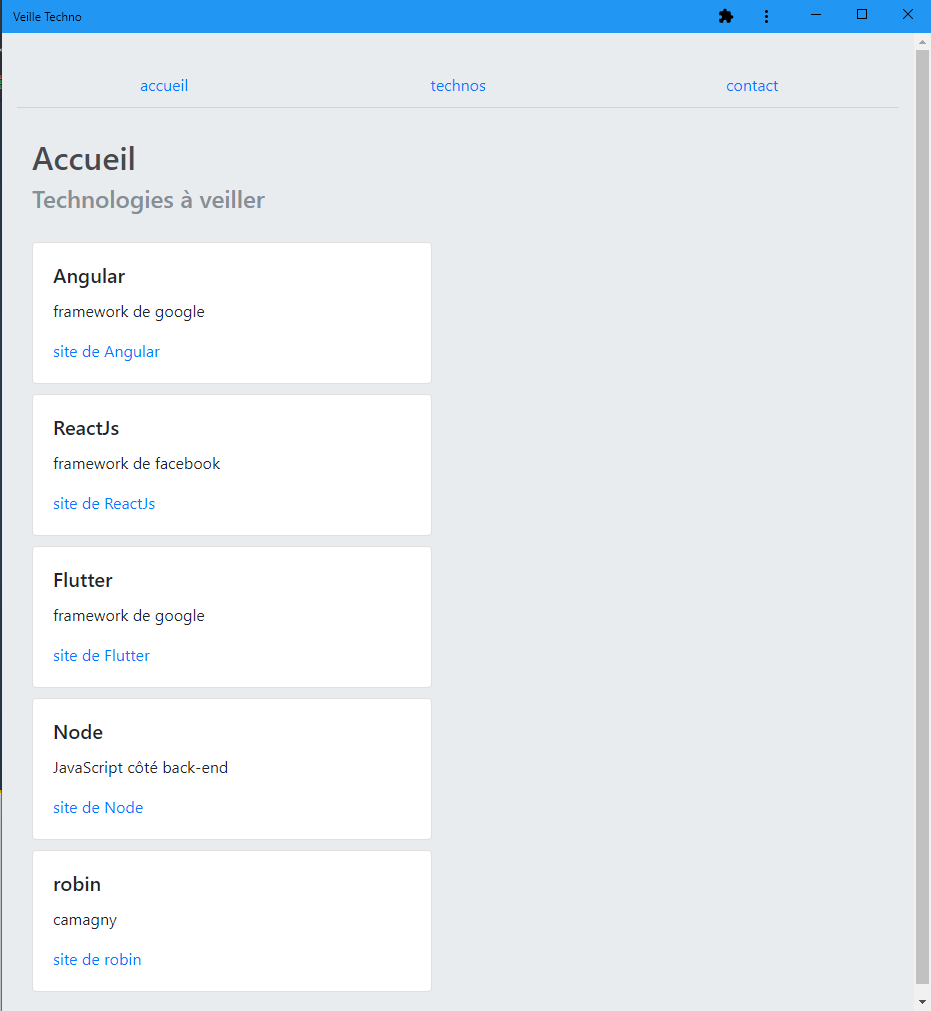 Veille Techno
accueil technos contact
Accueil
Technologies à veiller
Angular
framework de google
site de Angular
ReactJs
framework de facebook
site de ReactJs
Flutter
framework de google
site de Flutter
Node
JavaScript côté back-end
site de Node
robin
camagny
site de robin